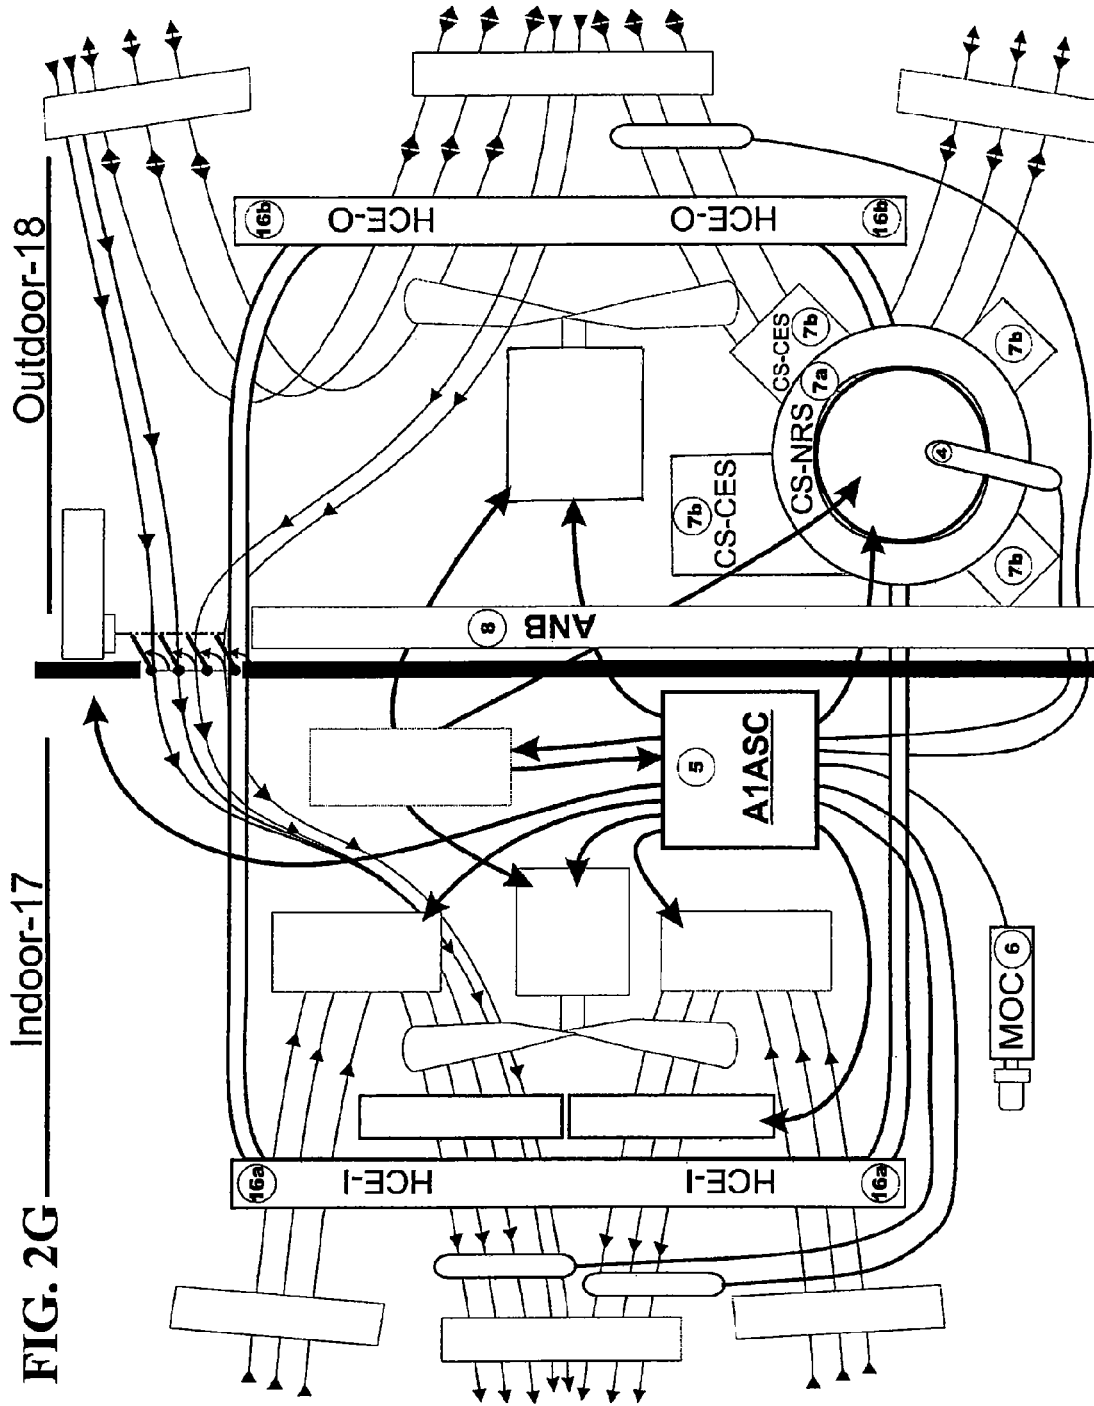 FIG. 2G
Indoor-17
Outdoor-18
16a
HCE-I
HCE-I
16a
16b
HCE-O
HCE-O
16b
8
ANB
5
A1ASC
MOC
6
7b
CS-CES
CS-CES
7b
CS-NRS
7a
4
7b
7b